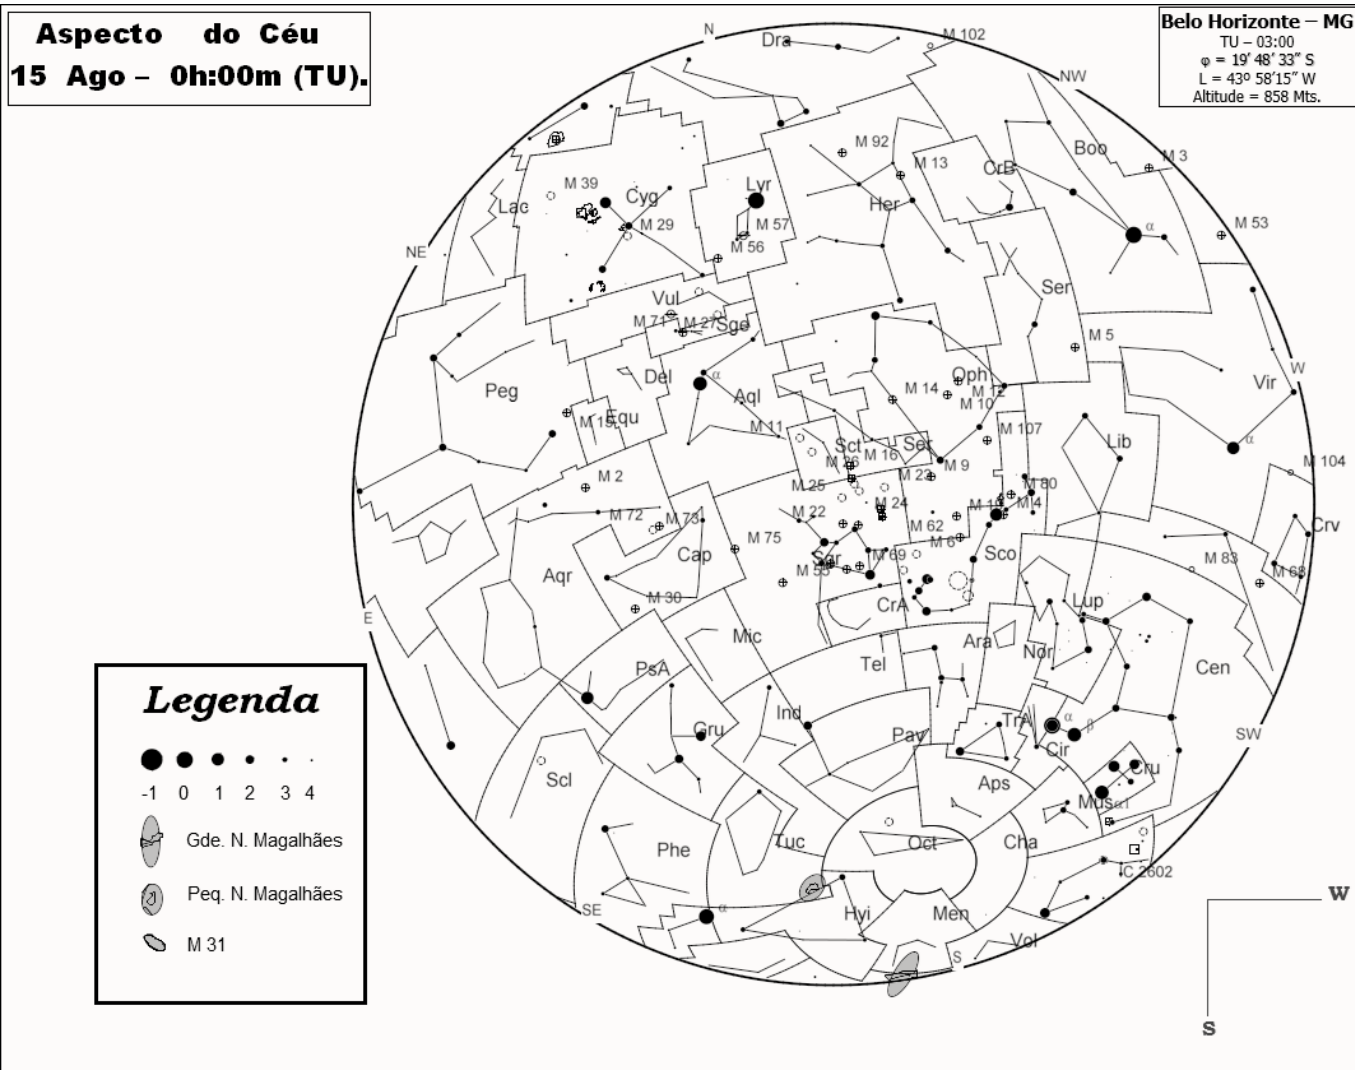 Aspecto do Céu
15 Ago – 0h:00m (TU).
Belo Horizonte – MG
TU – 03:00
φ = 19' 48' 33" S
L = 43º 58'15" W
Altitude = 858 Mts.
N
Dra
M 102
NW
M 92
M 13
CrB
Boo
M 3
M 39
Cyg
Lyr
Her
Lac
M 29
M 57
α
M 53
M 56
NE
Ser
Vul
M 71
M 27
Sge
M 5
Del
α
Aql
Oph
W
Vir
Peg
M 14
M 12
M 10
M 15
Equ
M 11
M 107
Sct
Ser
Lib
α
M 26
M 16
M 9
M 104
M 2
M 25
M 23
M 80
M 24
M 19
M 4
M 72
M 73
M 22
M 62
Crv
Cap
M 75
Sgr
M 6
Sco
M 83
M 69
M 68
Aqr
M 55
M 30
CrA
Lup
E
Mic
Ara
Nor
PsA
Tel
Cen
Ind
TrA
α
β
SW
Gru
Pav
Cir
Cru
Scl
Aps
Mus
α1
Phe
Tuc
Oct
Cha
IC 2602
SE
α
Hyi
Men
Vol
S
Legenda
-1 0 1 2 3 4
Gde. N. Magalhães
Peq. N. Magalhães
M 31
W
S